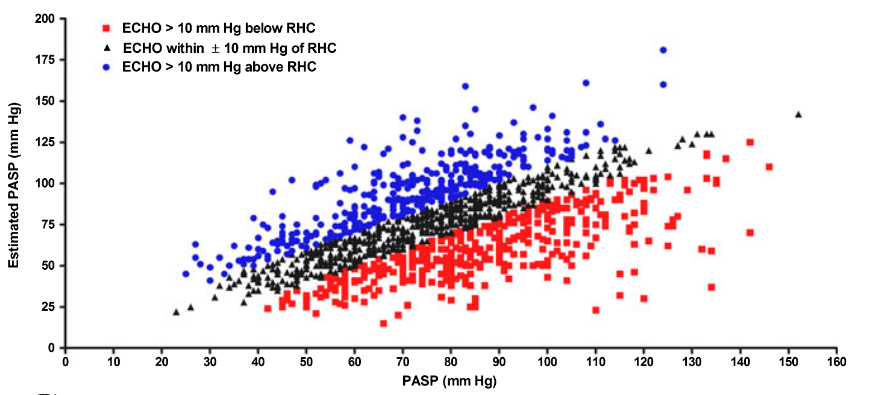 200
ECHO > 10 mm Hg below RHC
ECHO within ± 10 mm Hg of RHC
ECHO > 10 mm Hg above RHC
175
150
125
100
75
50
25
0
Estimated PASP (mm Hg)
0 10 20 30 40 50 60 70 80 90 100 110 120 130 140 150 160
PASP (mm Hg)